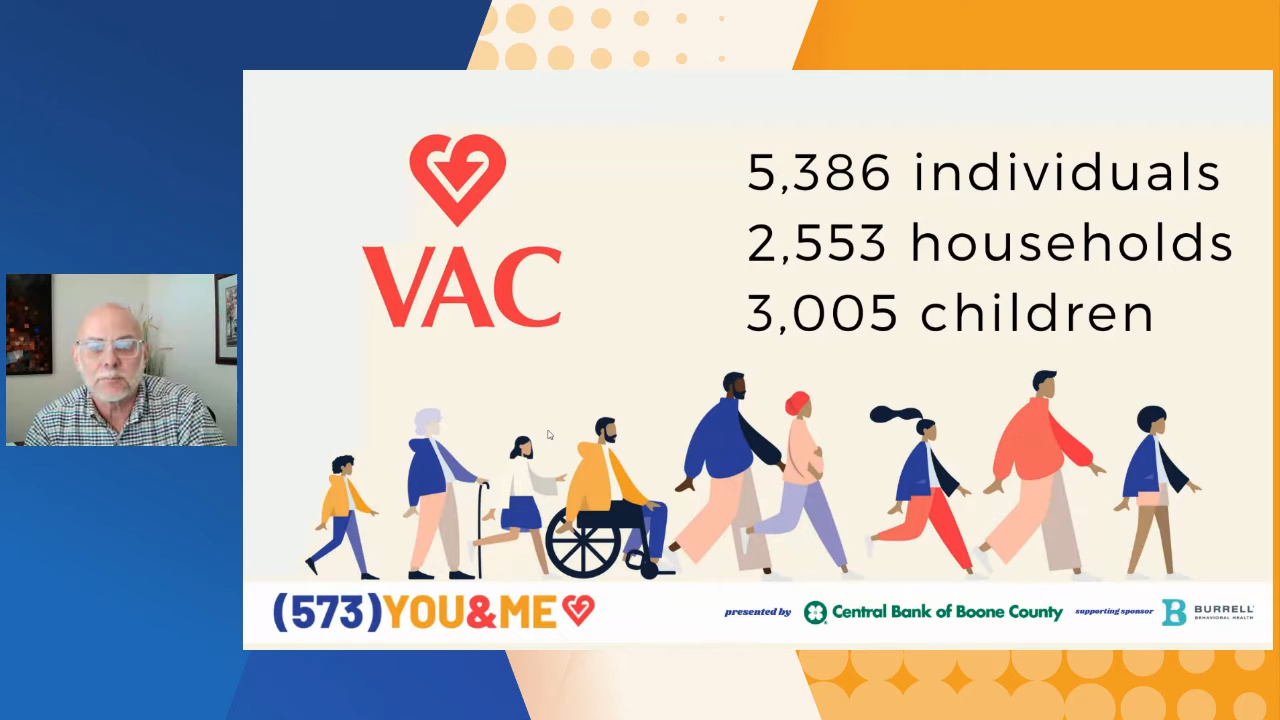 VAC
5,386 individuals
2,553 households
3,005 children
(573)YOU&ME
presented by
Central Bank of Boone County
supporting sponsor
B
BURRELL
BEHAVIORAL HEALTH